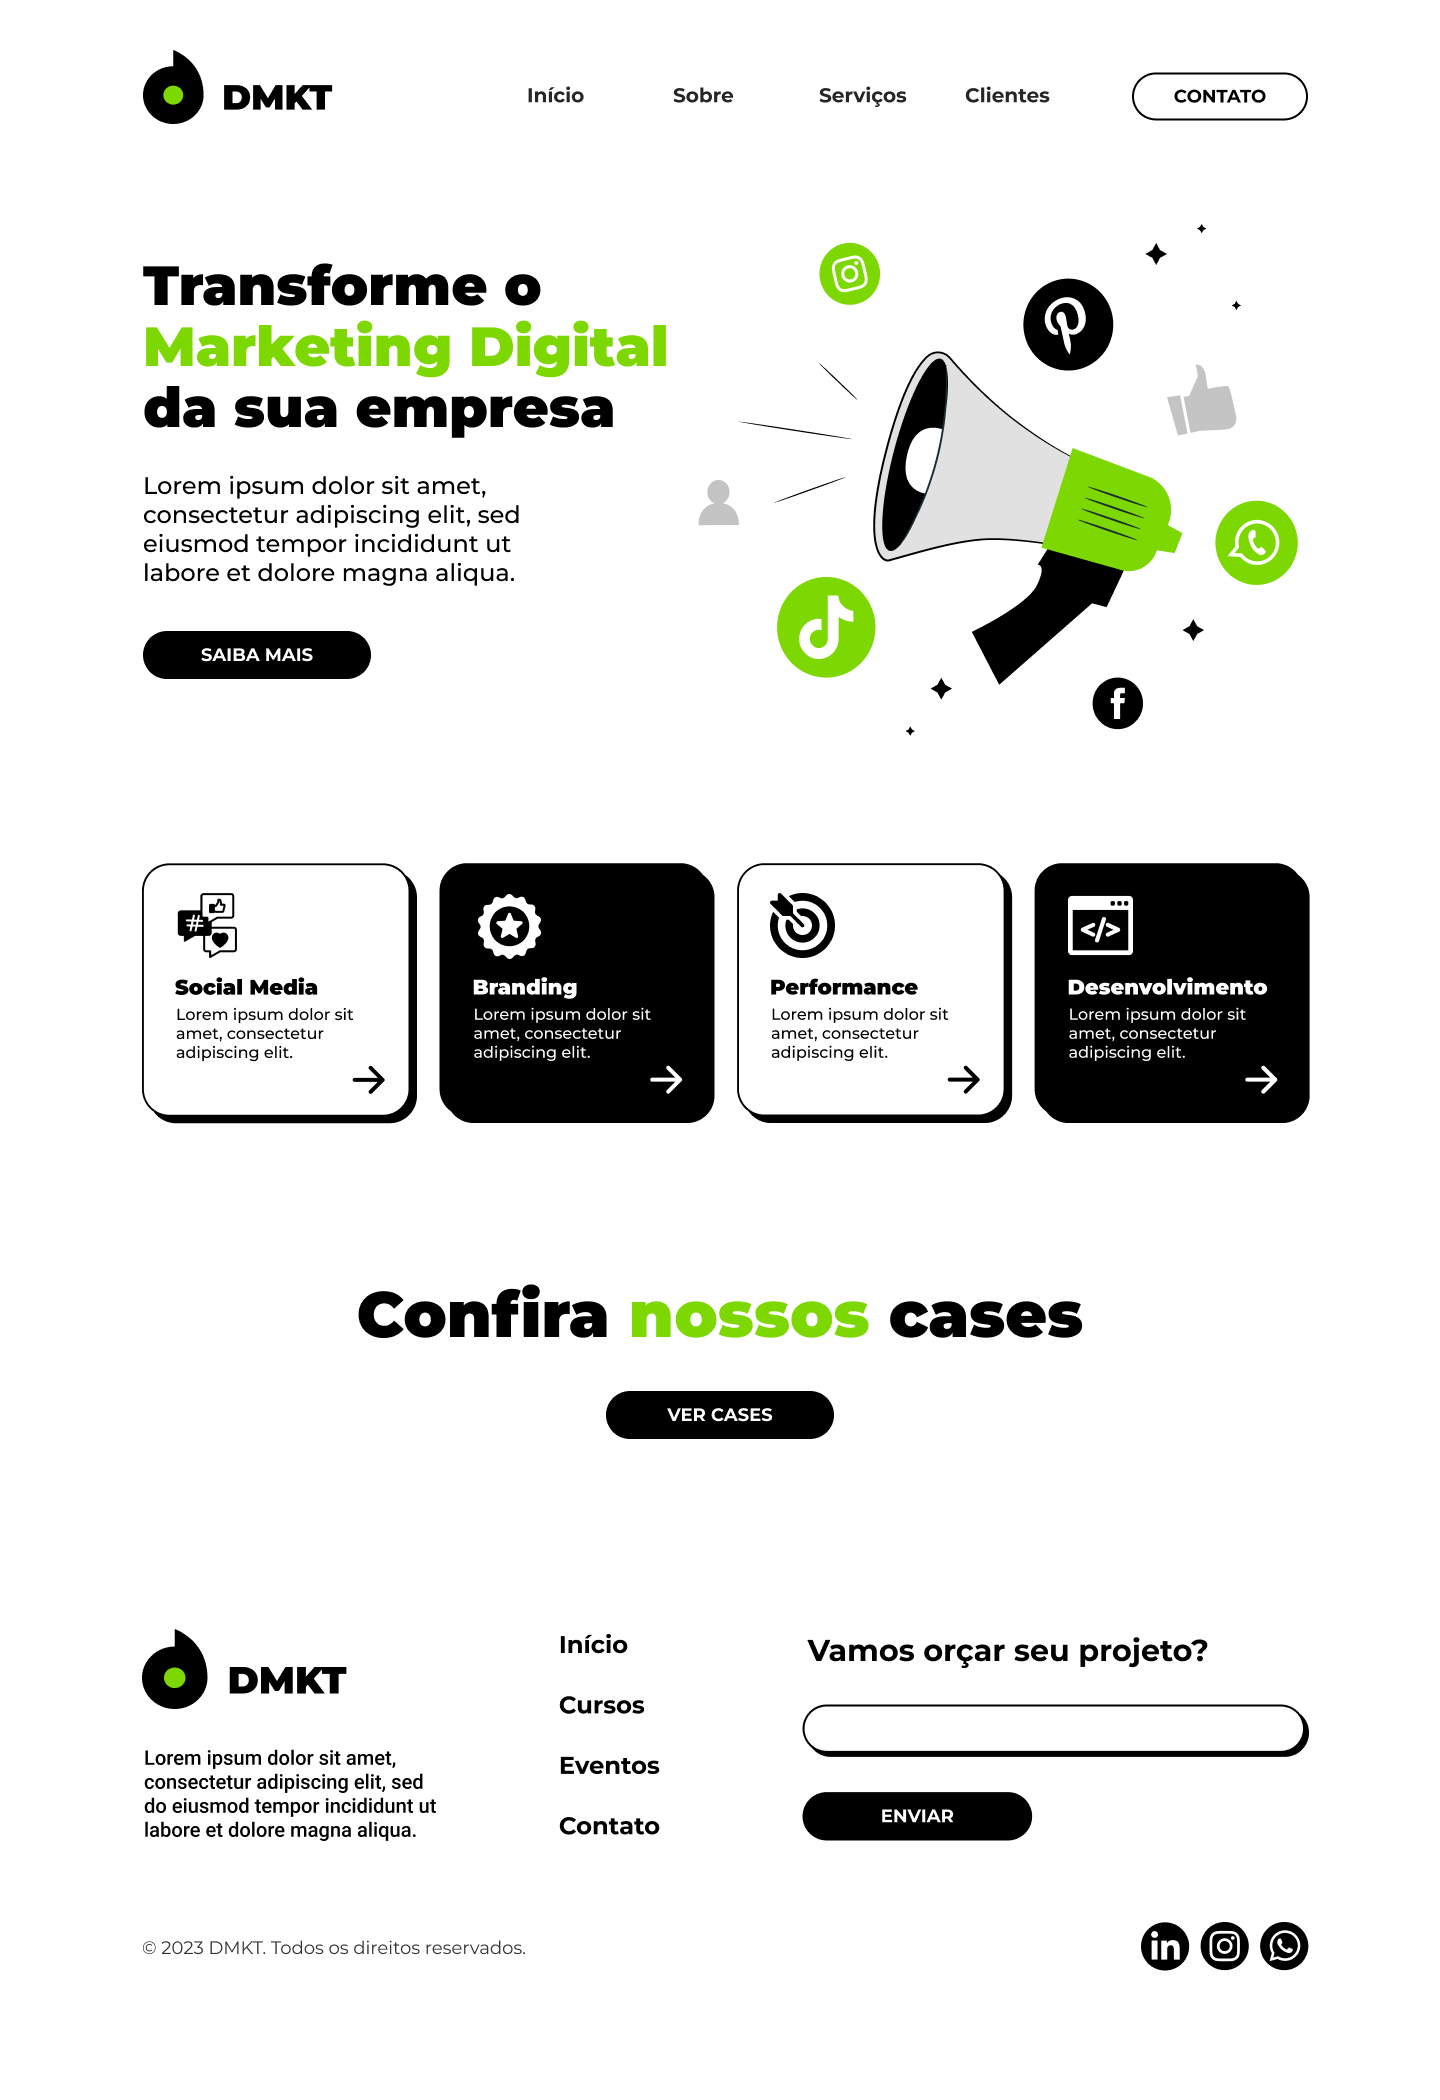 DMKT
Início
Sobre
Serviços
Clientes
CONTATO
Transforme o
Marketing Digital
da sua empresa
Lorem ipsum dolor sit amet,
consectetur adipiscing elit, sed
eiusmod tempor incididunt ut
labore et dolore magna aliqua.
SAIBA MAIS
#
Social Media
Lorem ipsum dolor sit
amet, consectetur
adipiscing elit.
Branding
Lorem ipsum dolor sit
amet, consectetur
adipiscing elit.
Performance
Lorem ipsum dolor sit
amet, consectetur
adipiscing elit.
</>
Desenvolvimento
Lorem ipsum dolor sit
amet, consectetur
adipiscing elit.
Confira nossos cases
VER CASES
DMKT
Lorem ipsum dolor sit amet,
consectetur adipiscing elit, sed
do eiusmod tempor incididunt ut
labore et dolore magna aliqua.
Início
Cursos
Eventos
Contato
Vamos orçar seu projeto?
ENVIAR
© 2023 DMKT. Todos os direitos reservados.
in